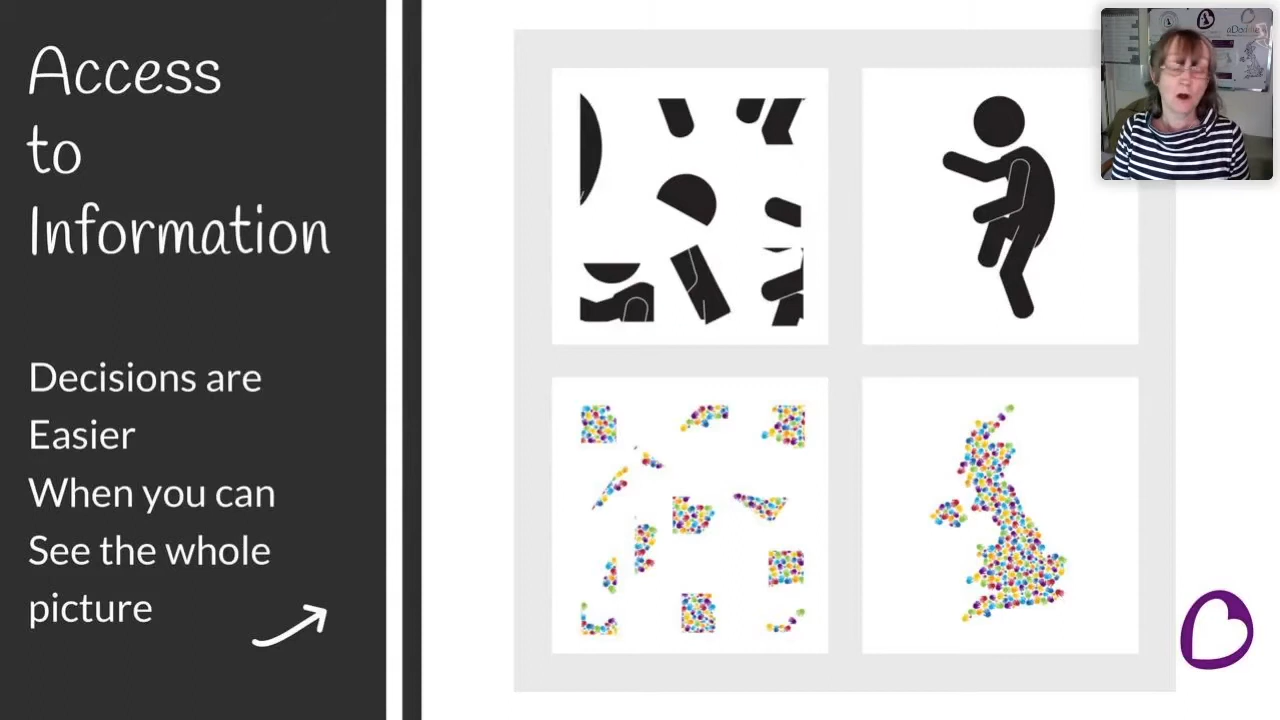 Access
to
Information
Decisions are
Easier
When you can
See the whole
picture